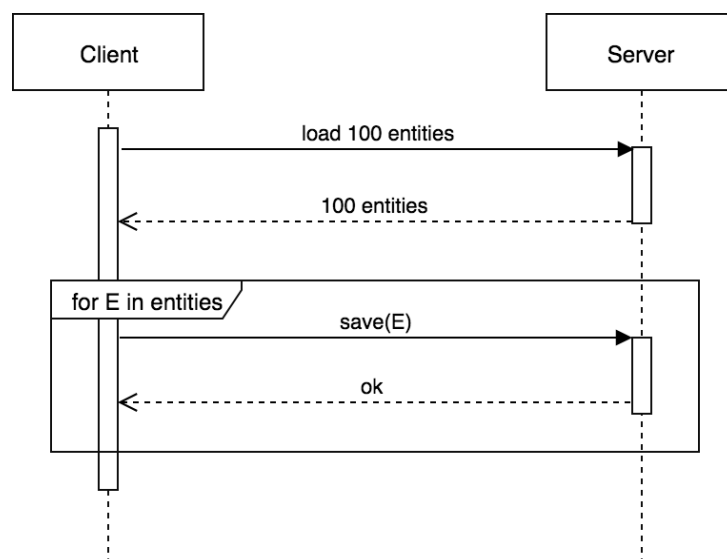 Client
Server
load 100 entities
100 entities
for E in entities
save(E)
ok